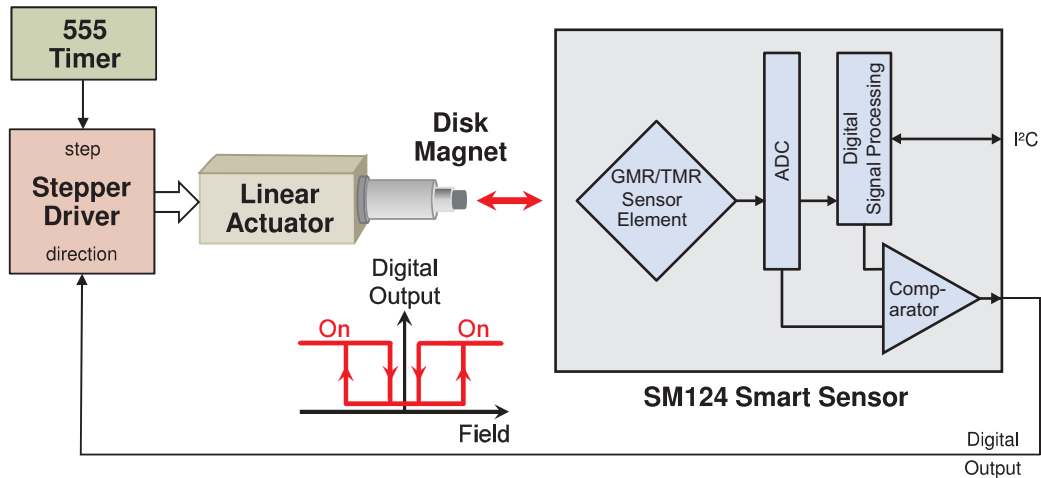 555
Timer
step
Stepper
Driver
direction
Linear
Actuator
Disk
Magnet
GMR/TMR
Sensor
Element
ADC
Digital
Signal Processing
I²C
Comp-
arator
SM124 Smart Sensor
Digital
Output
On
On
Field
Digital
Output